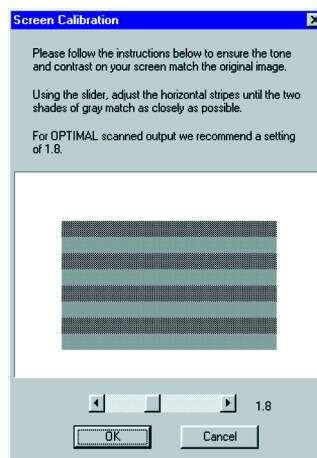 Screen Calibration
Please follow the instructions below to ensure the tone
and contrast on your screen match the original image.
Using the slider, adjust the horizontal stripes until the two
shades of gray match as closely as possible.
For OPTIMAL scanned output we recommend a setting
of 1.8.
1.8
OK
Cancel